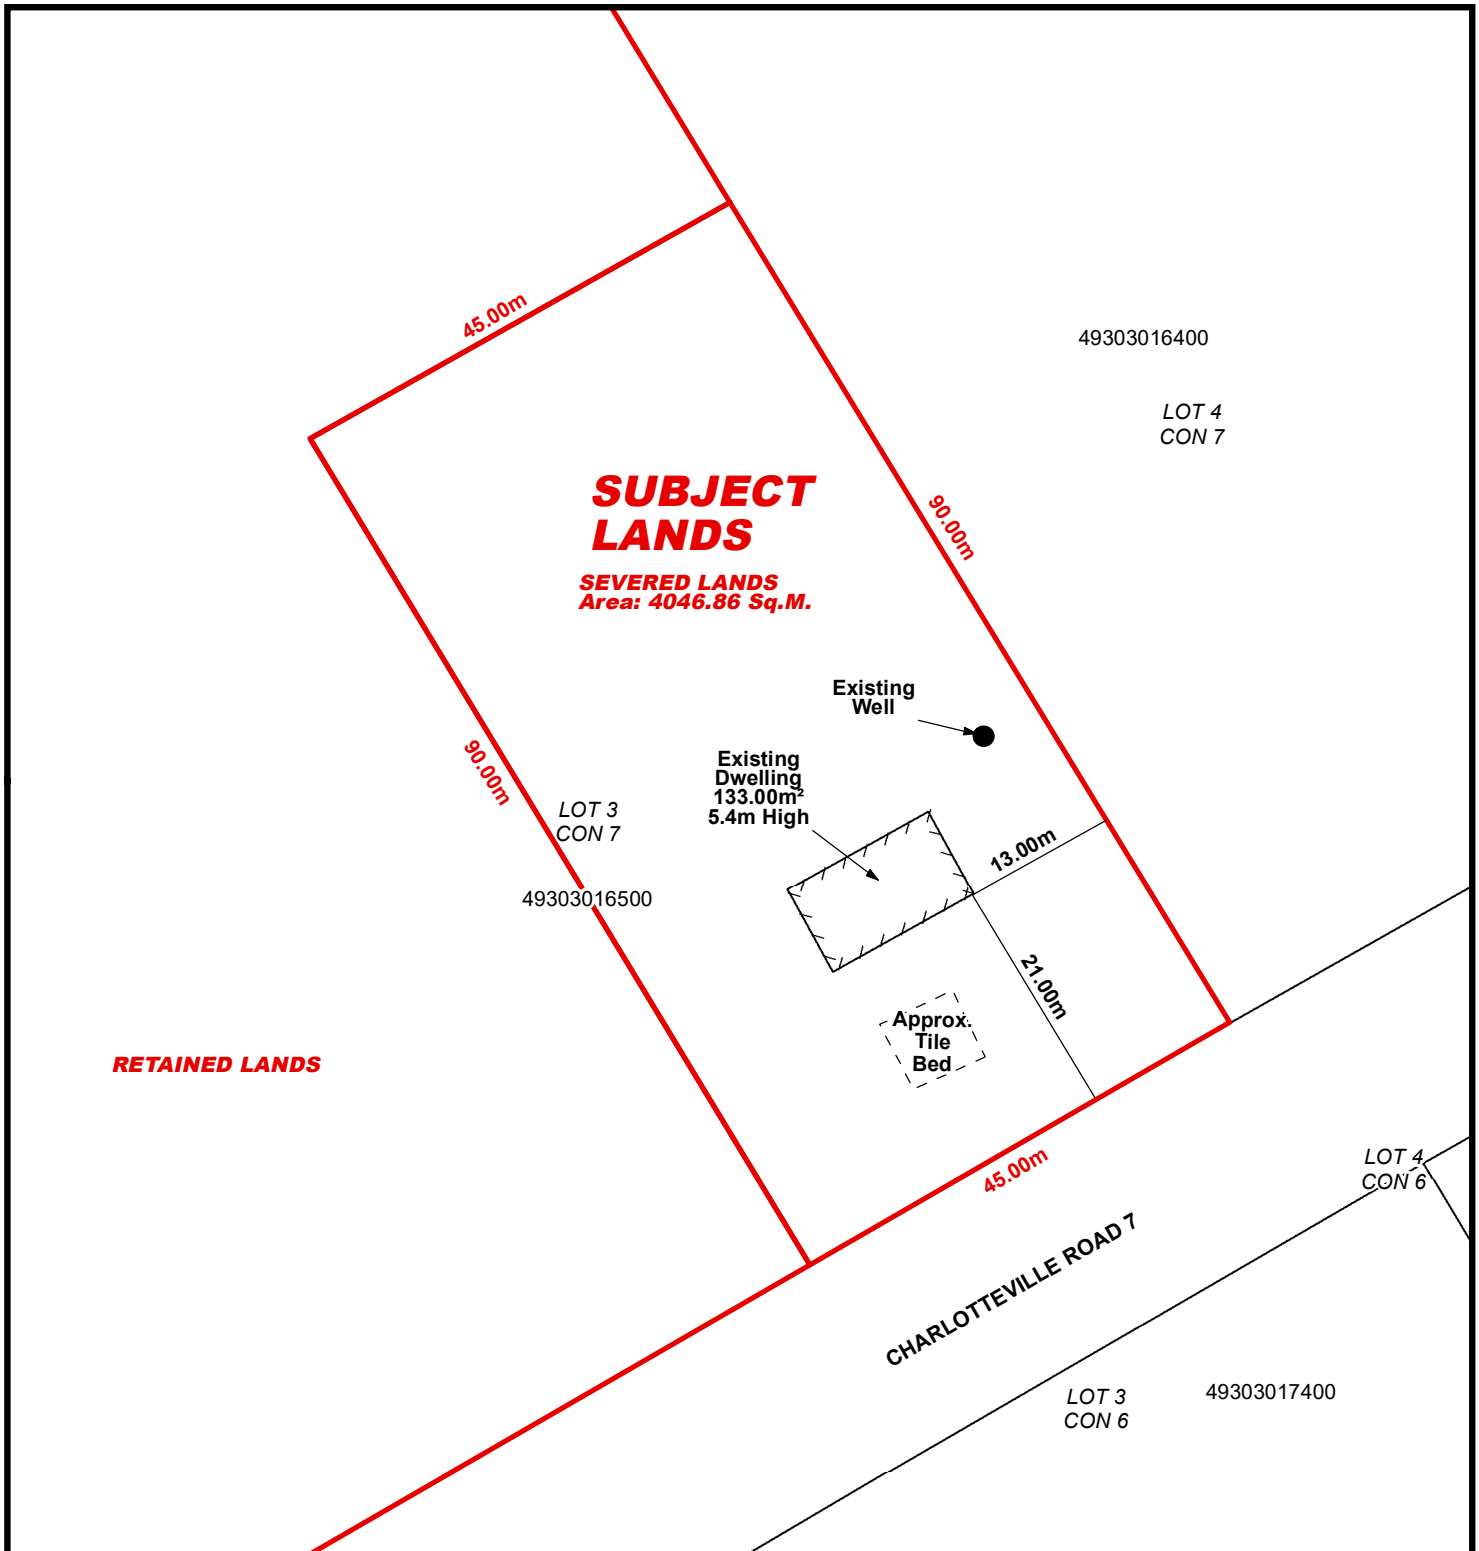 45.00m
49303016400
LOT 4
CON 7
SUBJECT
LANDS
90.00m
SEVERED LANDS
Area: 4046.86 Sq.M.
Existing
Well
90.00m
Existing
Dwelling
133.00m²
5.4m High
LOT 3
CON 7
13.00m
49303016500
21.00m
Approx.
Tile
Bed
RETAINED LANDS
45.00m
LOT 4
CON 6
CHARLOTTEVILLE ROAD 7
LOT 3
CON 6
49303017400